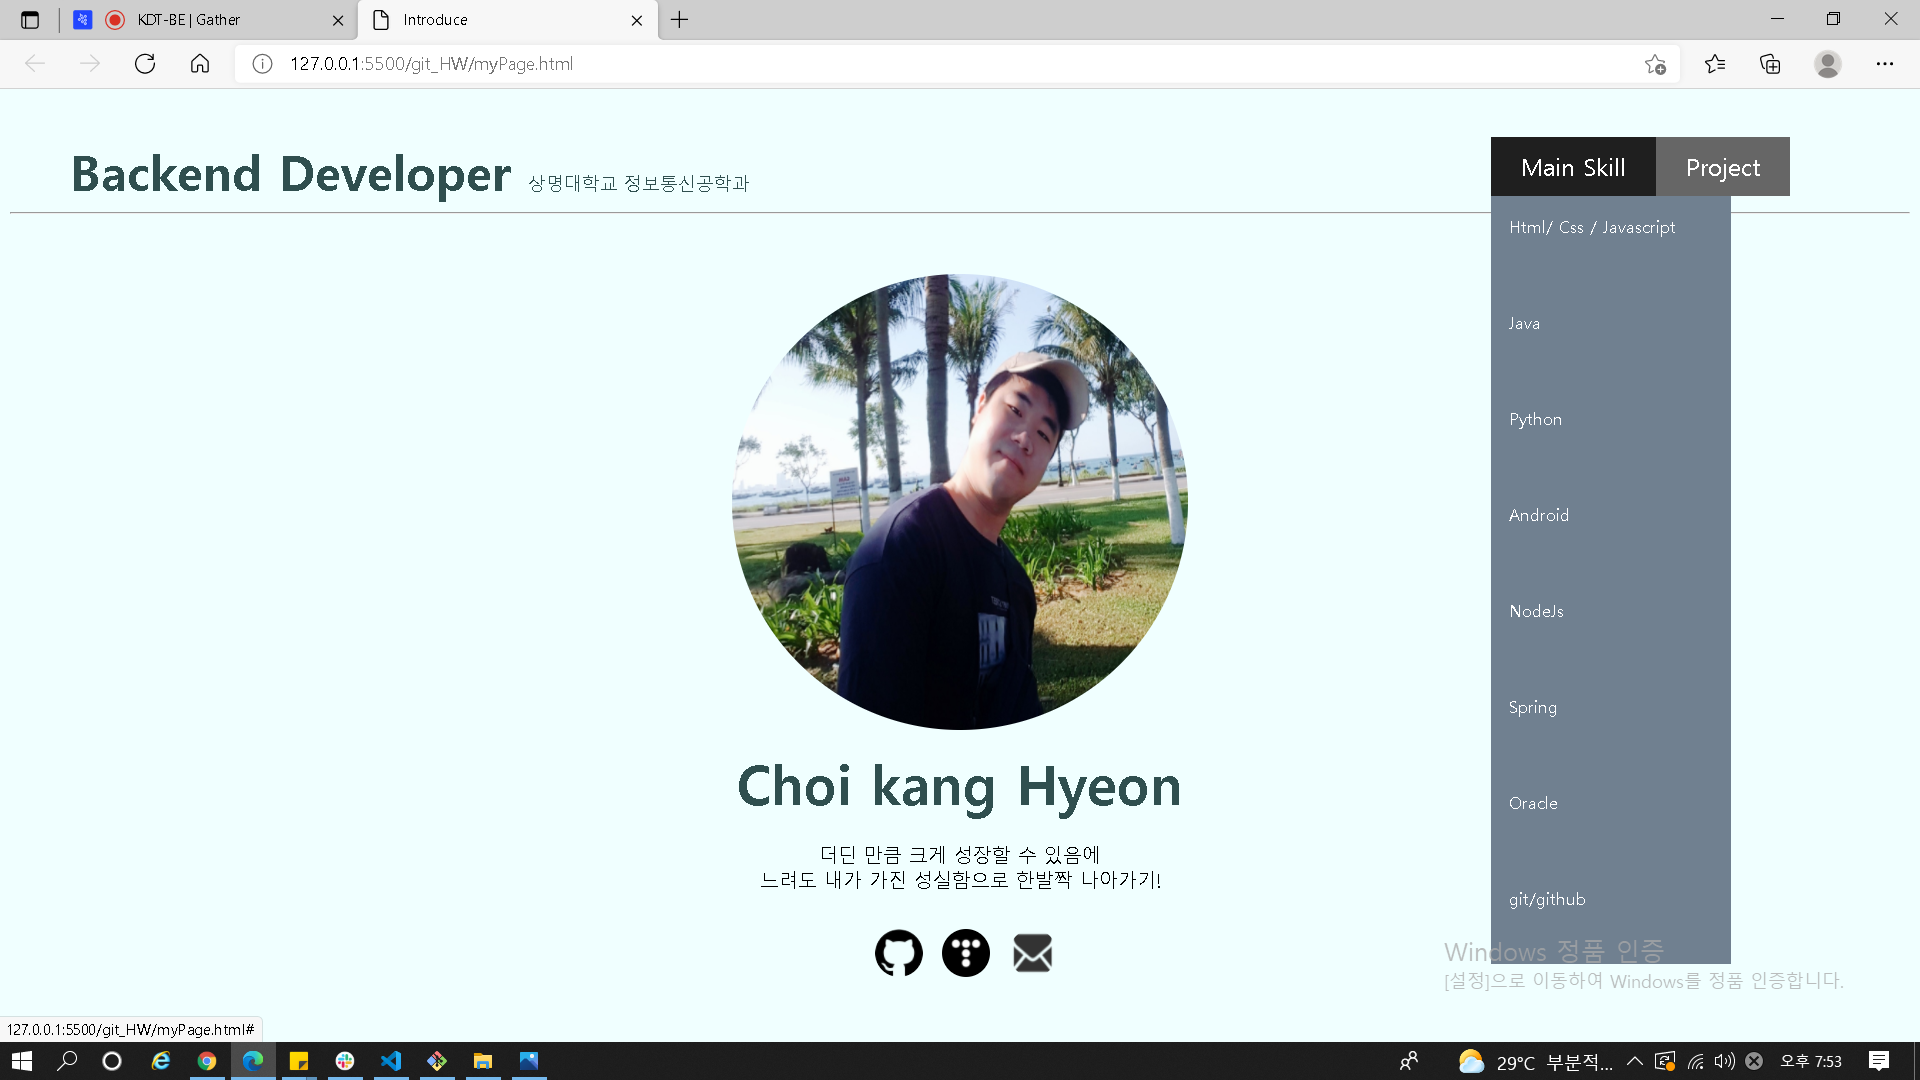 KDT-BE | Gather
Introduce
127.0.0.1:5500/git_HW/myPage.html
Backend Developer 상명대학교 정보통신공학과
Main Skill
Project
Html/ Css / Javascript
Java
Python
Android
NodeJs
Spring
Oracle
git/github
Choi kang Hyeon
더딘 만큼 크게 성장할 수 있음에
느려도 내가 가진 성실함으로 한발짝 나아가기!
Windows 정품 인증
[설정]으로 이동하여 Windows를 정품 인증합니다.
127.0.0.1:5500/git_HW/myPage.html#
29°C 부분적...
오후 7:53